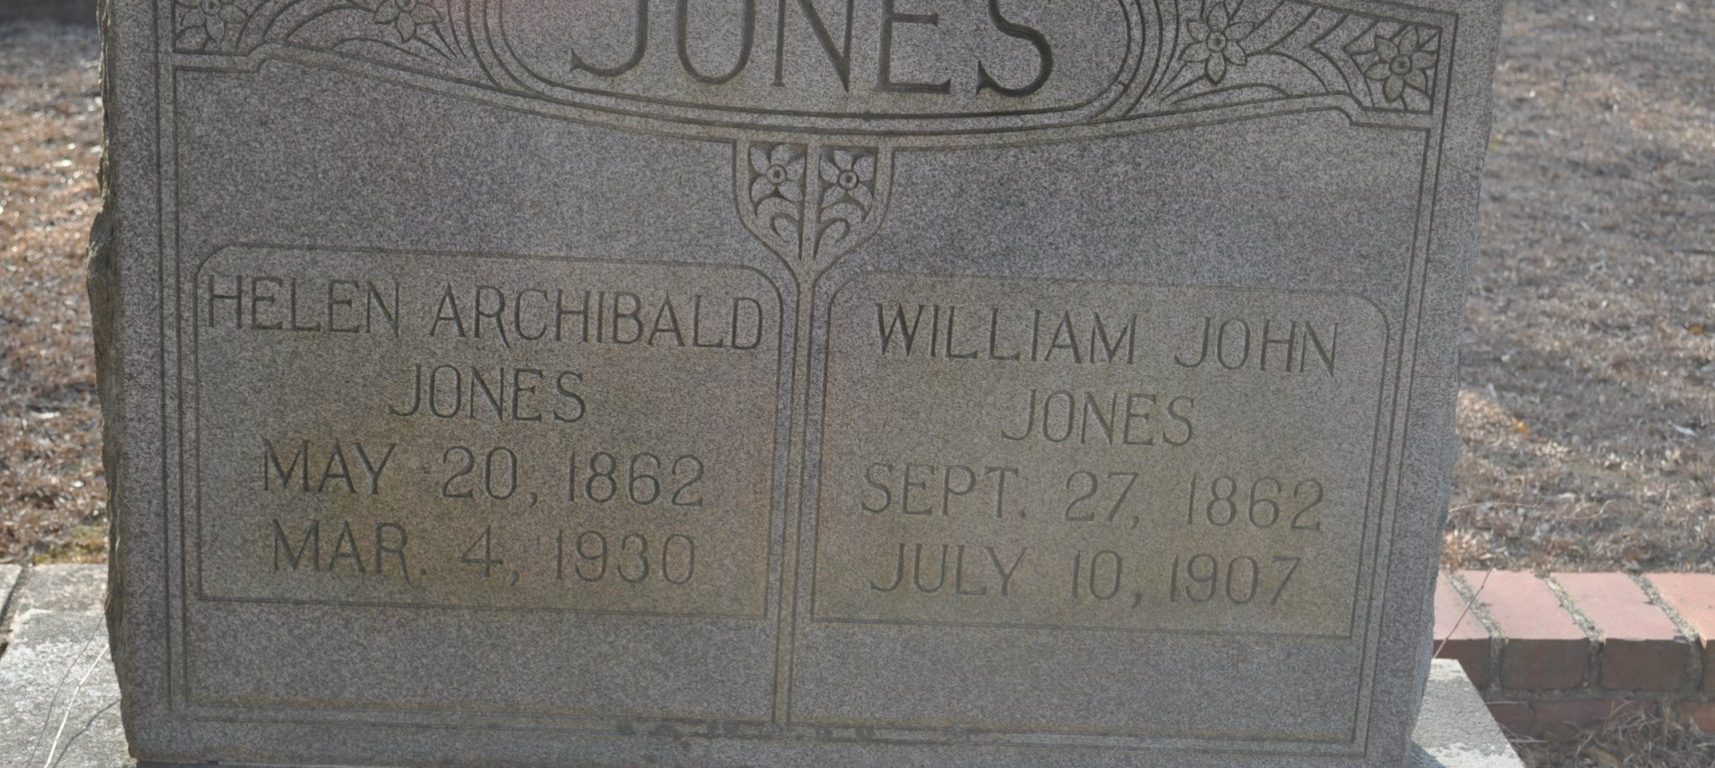 JONES
HELEN ARCHIBALD
JONES
MAY 20, 1862
MAR. 4, 1930
WILLIAM JOHN
JONES
SEPT. 27, 1862
JULY 10, 1907